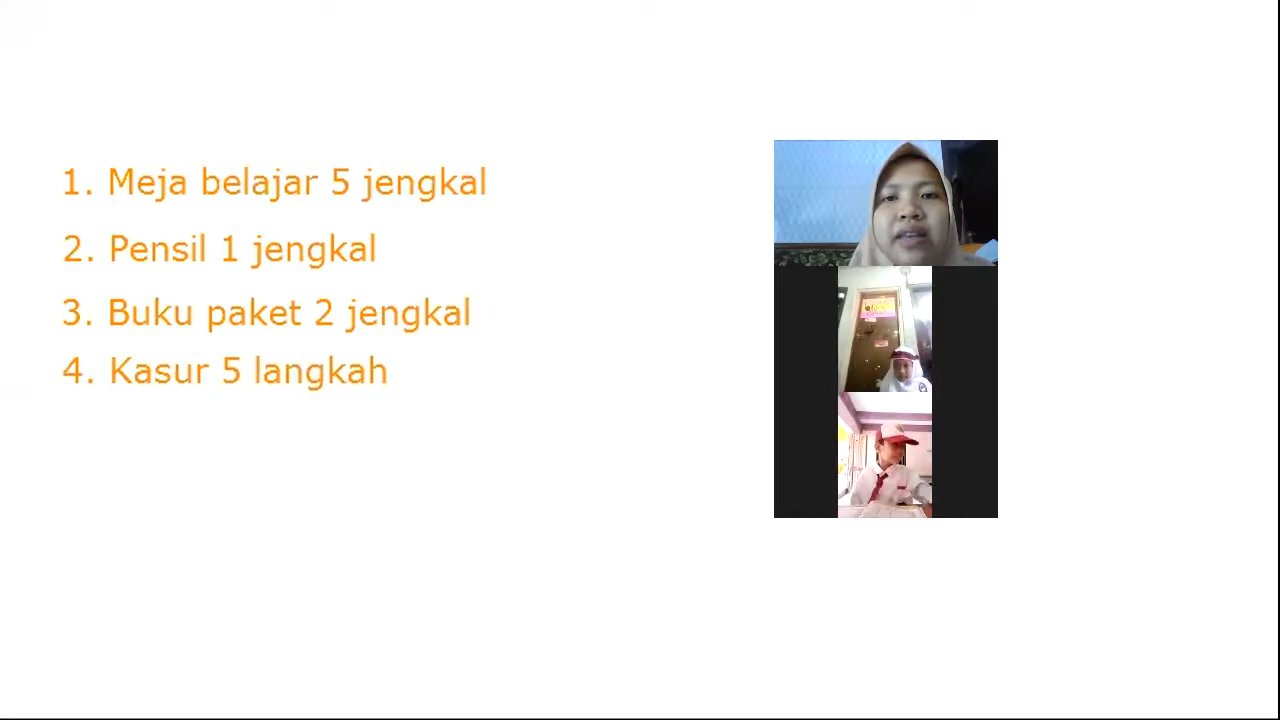 1. Meja belajar 5 jengkal
2. Pensil 1 jengkal
3. Buku paket 2 jengkal
4. Kasur 5 langkah